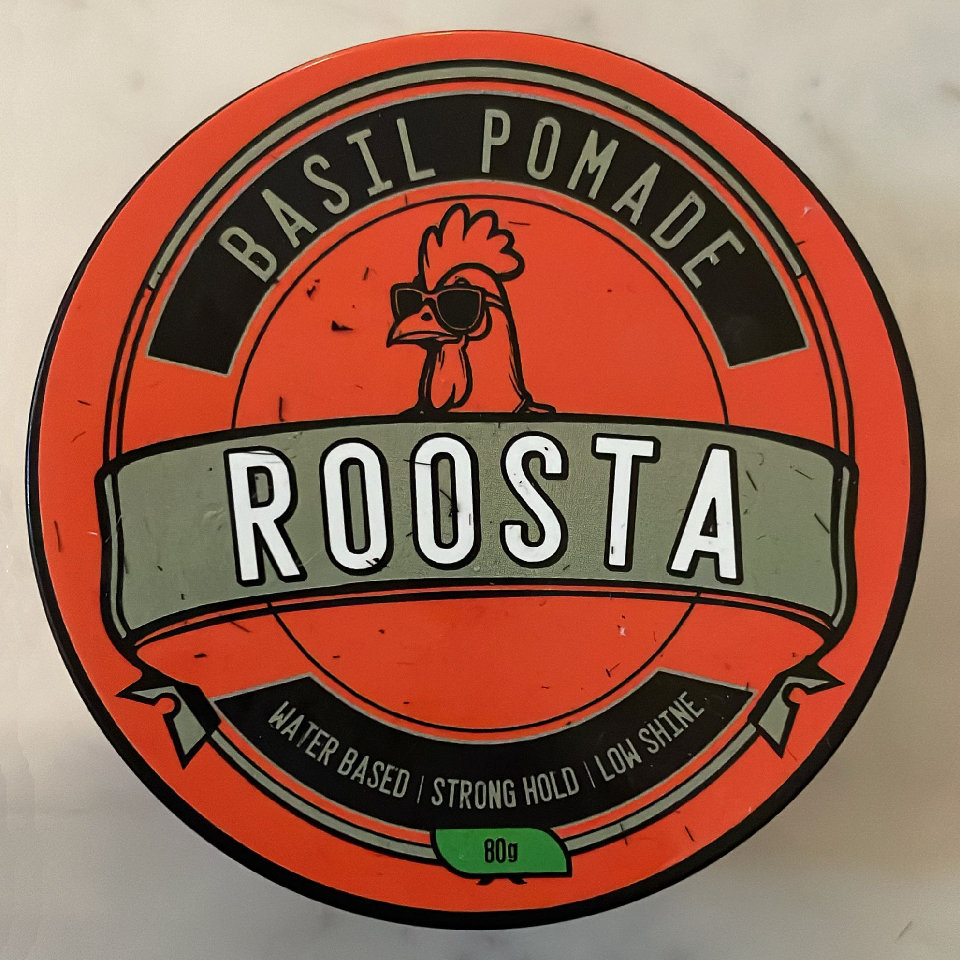 BASIL POMADE
ROOSTA
WATER BASED | STRONG HOLD | LOW SHINE
80g